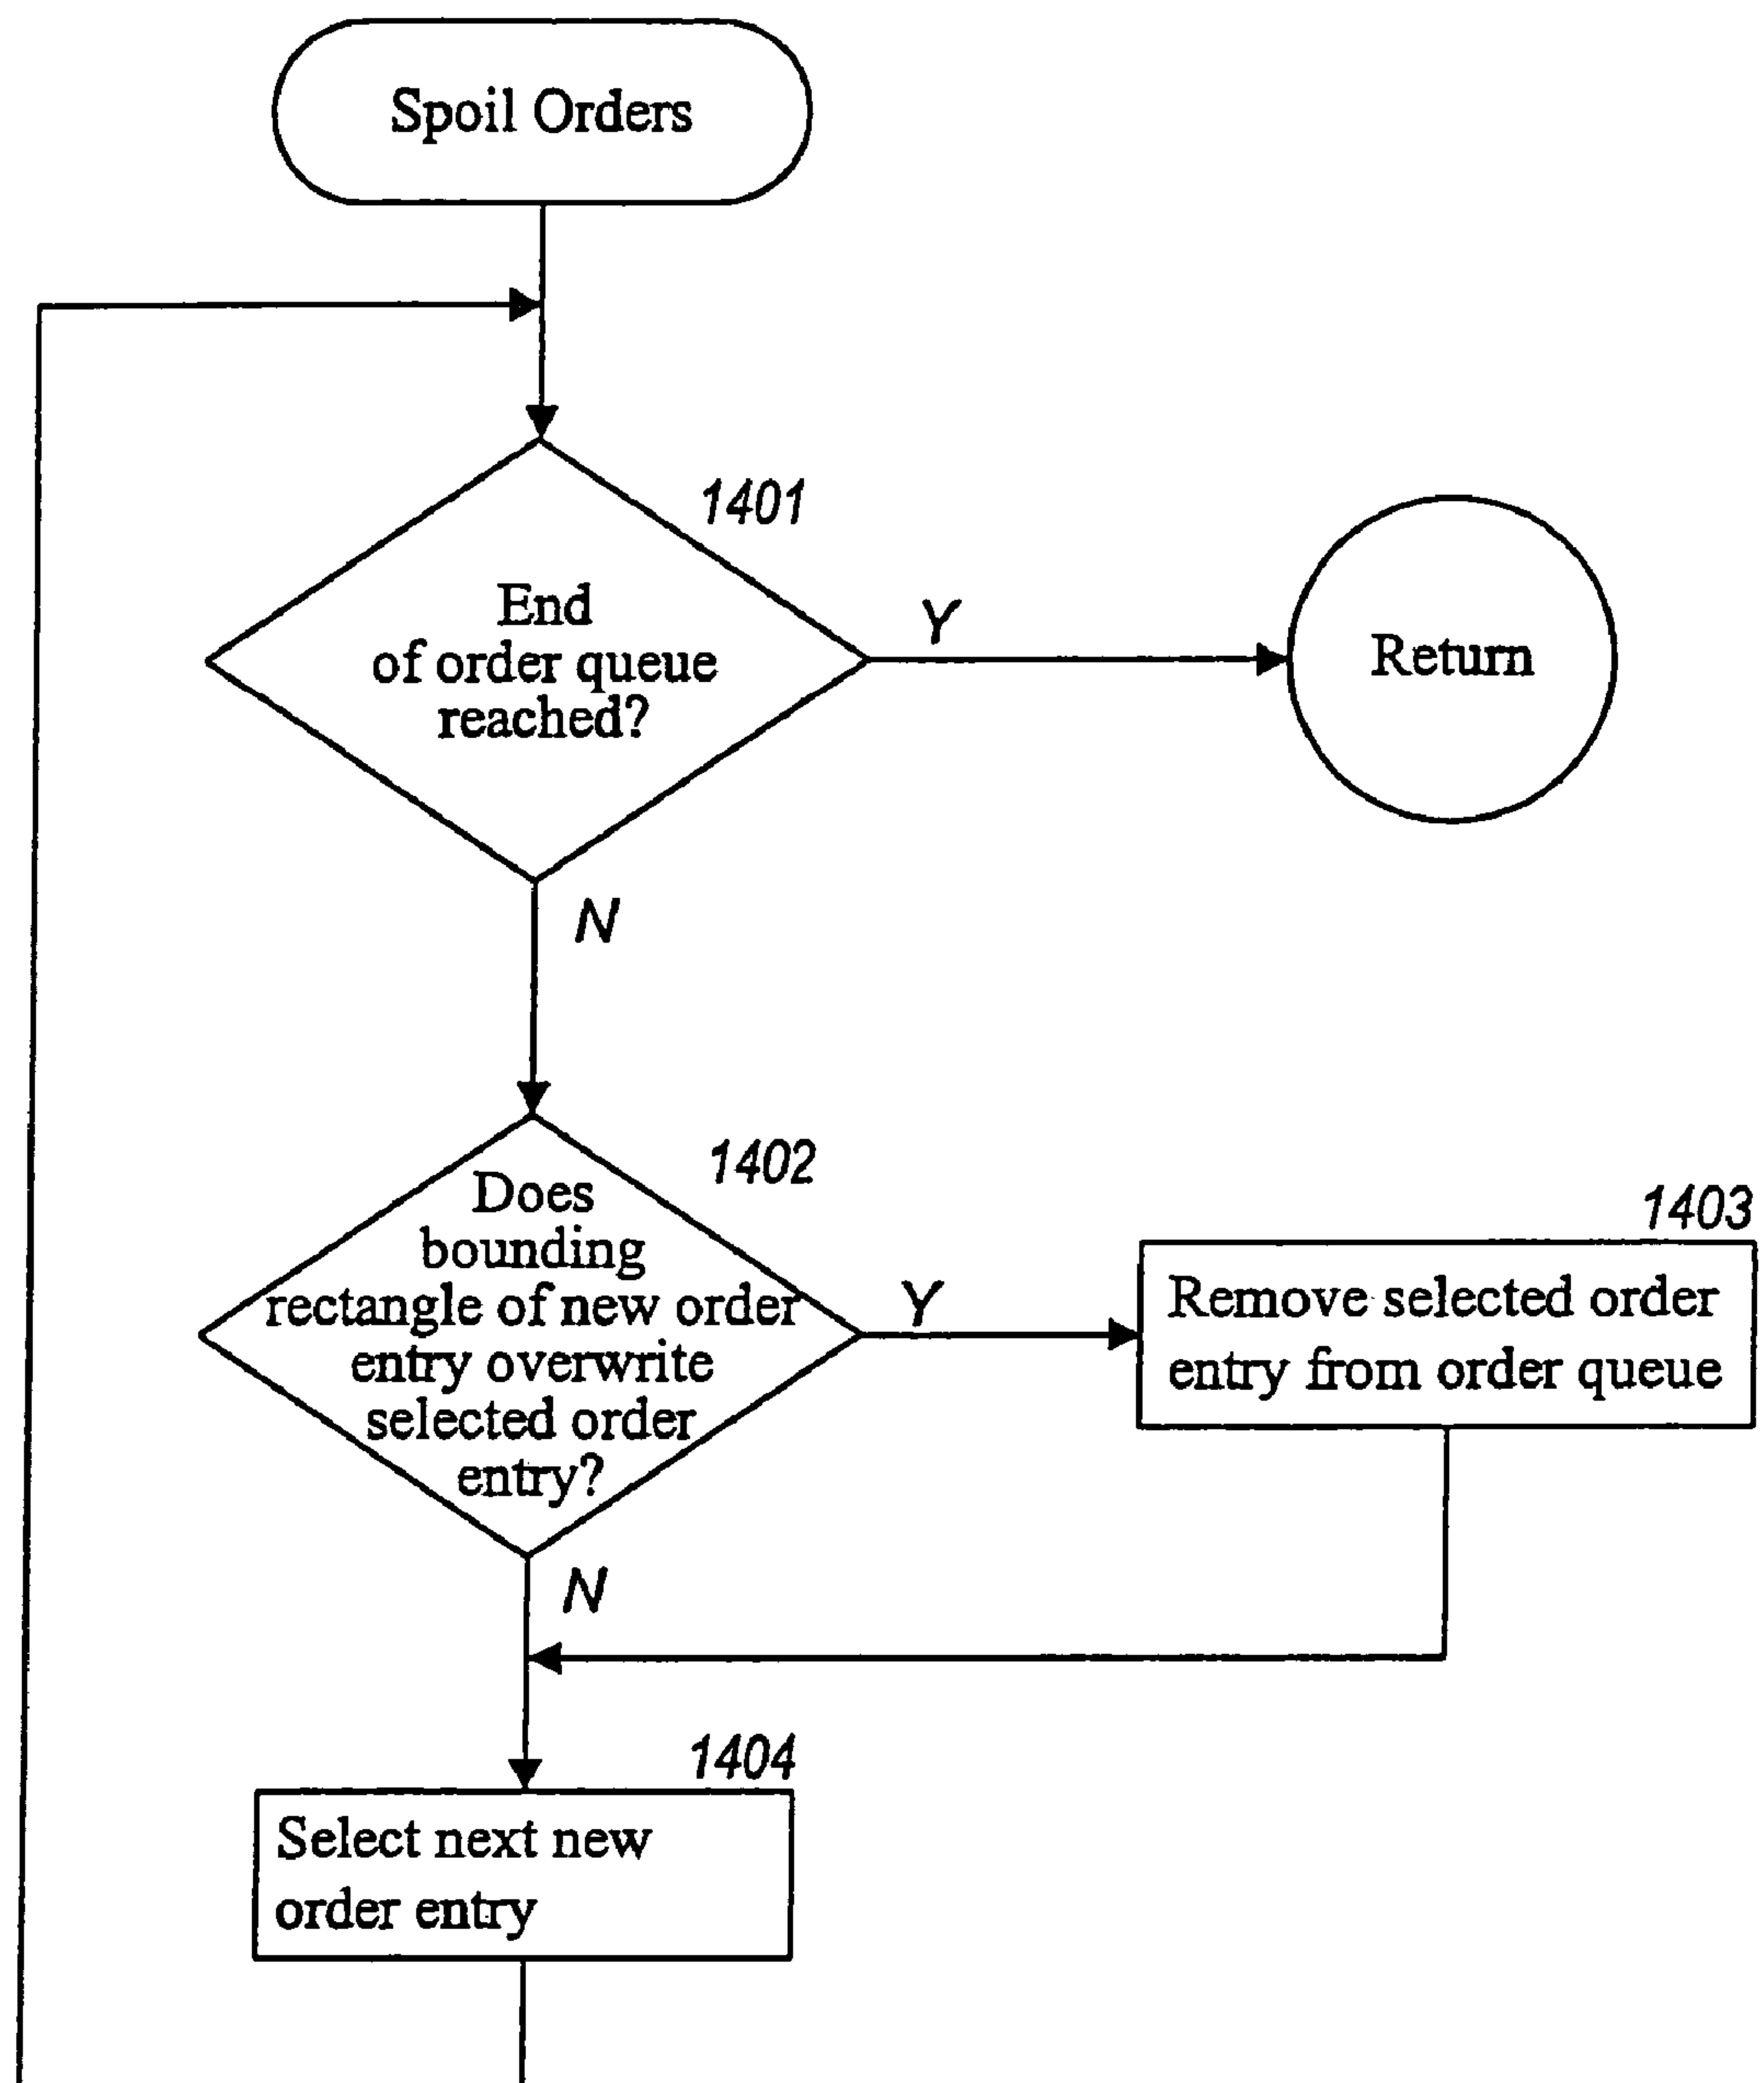 Spoil Orders
1401
End
of order queue
reached?
Y
Return
N
1402
Does
bounding
rectangle of new order
entry overwrite
selected order
entry?
Y
1403
Remove selected order
entry from order queue
N
1404
Select next new
order entry